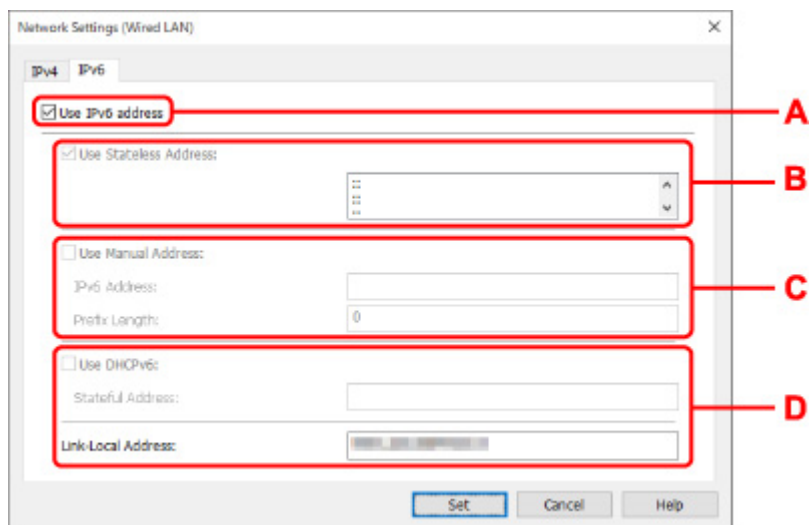 Network Settings (Wired LAN)
IPv4 IPv6
Use IPv6 address
A
Use Stateless Address:
::
::
::
B
Use Manual Address:
IPv6 Address:
Prefix Length: 0
C
Use DHCPv6:
Stateful Address:
D
Link-Local Address:
Set Cancel Help